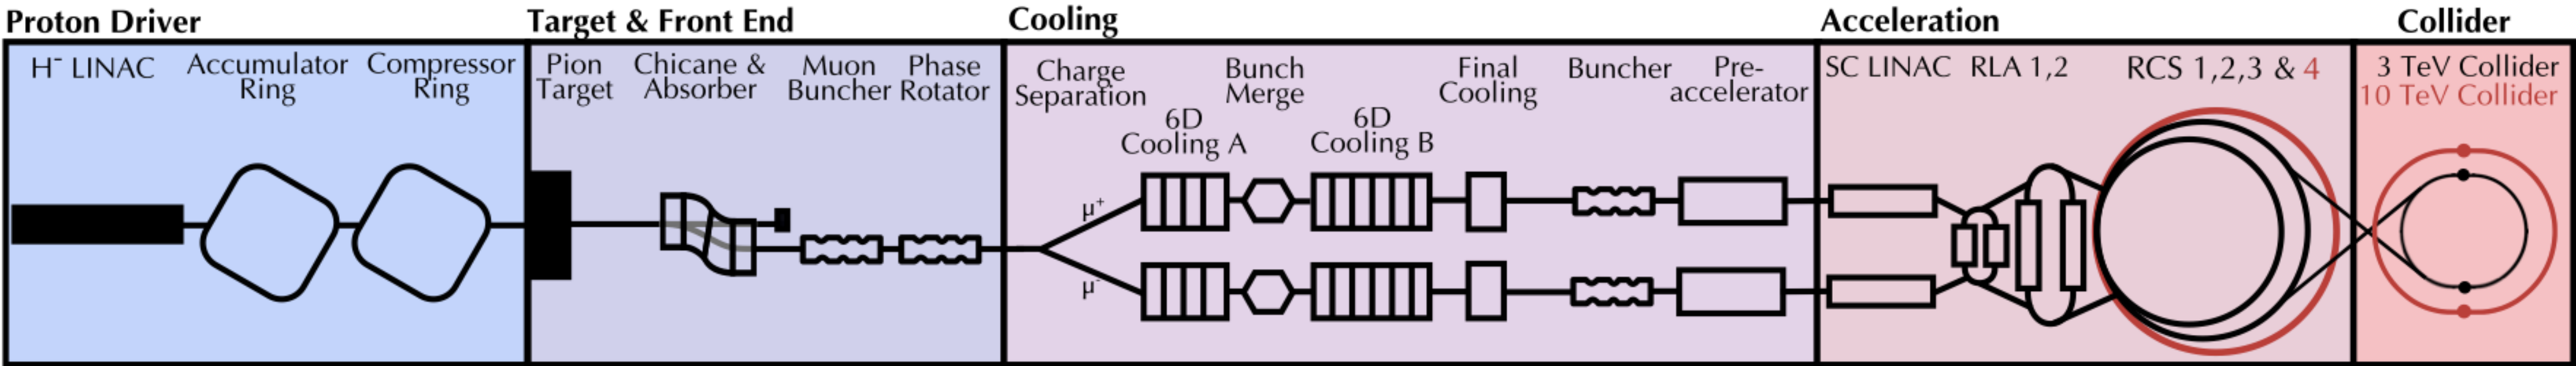 Proton Driver
Target & Front End
Cooling
Acceleration
Collider
H⁻ LINAC
Accumulator
Ring
Compressor
Ring
Pion
Target
Chicane &
Absorber
Muon
Buncher
Phase
Rotator
Charge
Separation
6D
Cooling A
Bunch
Merge
6D
Cooling B
Final
Cooling
Buncher
Pre-
accelerator
SC LINAC
RLA 1,2
RCS 1,2,3 & 4
3 TeV Collider
10 TeV Collider
μ⁺
μ⁻